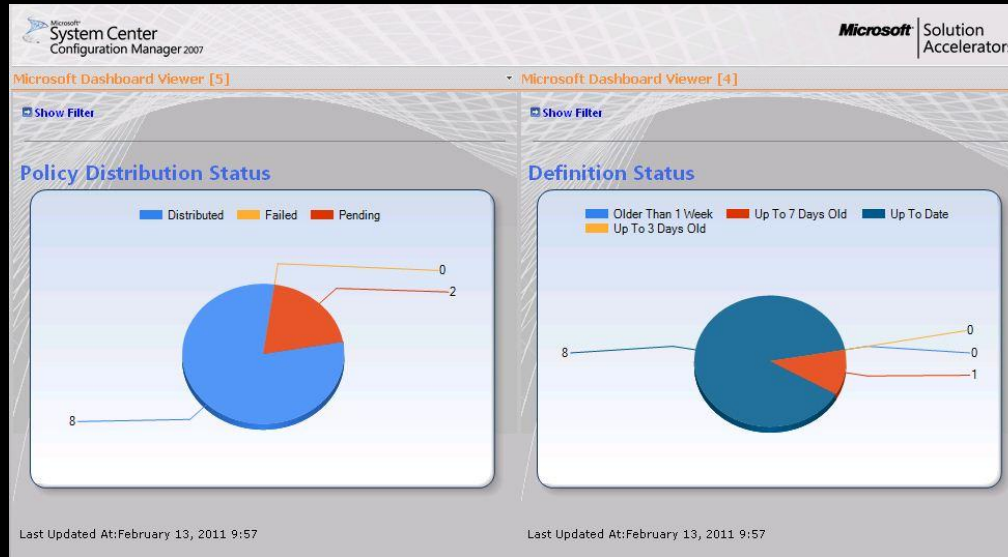 Microsoft
System Center
Configuration Manager 2007
Microsoft Solution
Accelerators
Microsoft Dashboard Viewer [5]
Microsoft Dashboard Viewer [4]
Show Filter
Show Filter
Policy Distribution Status
Distributed Failed Pending
0
2
8
Last Updated At:February 13, 2011 9:57
Definition Status
Older Than 1 Week Up To 7 Days Old Up To Date
Up To 3 Days Old
0
8
0
1
Last Updated At:February 13, 2011 9:57